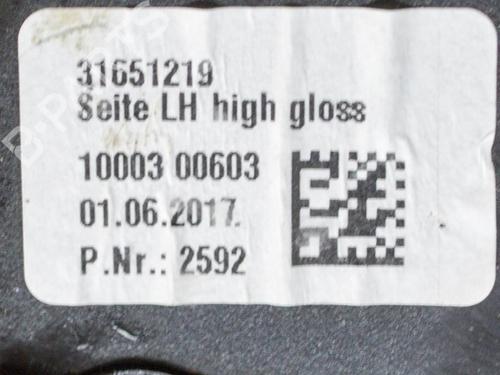 31651219
Seite LH high gloss
10003 00603
01.06.2017.
P.Nr.: 2592